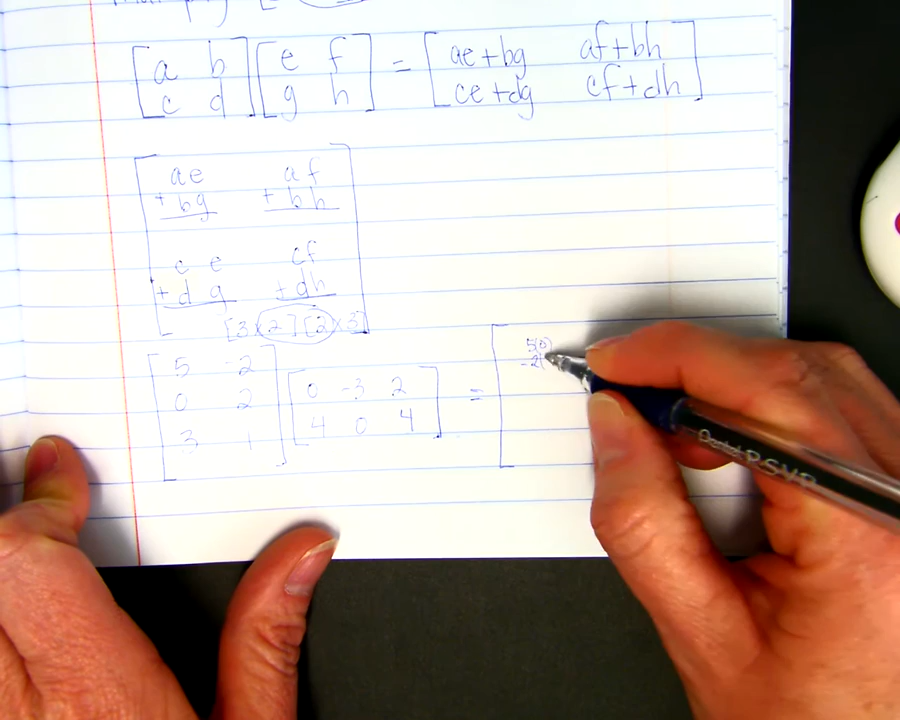 [a b] [e f] = [ae+bg af+bh]
[c d] [g h] [ce+dg cf+dh]
ae af
+bg +bh
ce cf
+dg +dh
[3×2][2×3]
5 -2
0 2
3 1
0 -3 2
4 0 4
=
5(0)
-2(
Pentel R.S.V.P.